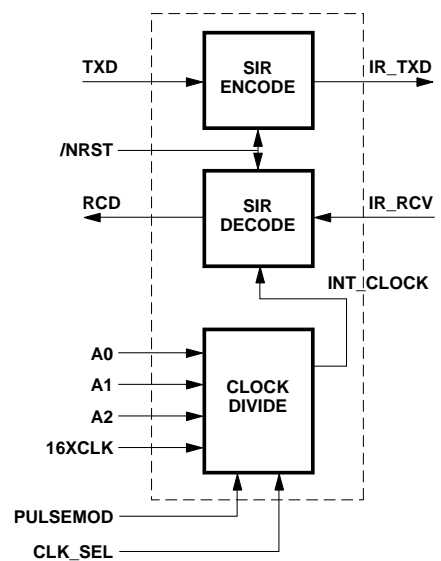 TXD
SIR
ENCODE
IR_TXD
/NRST
RCD
SIR
DECODE
IR_RCV
INT_CLOCK
A0
A1
A2
16XCLK
CLOCK
DIVIDE
PULSEMOD
CLK_SEL